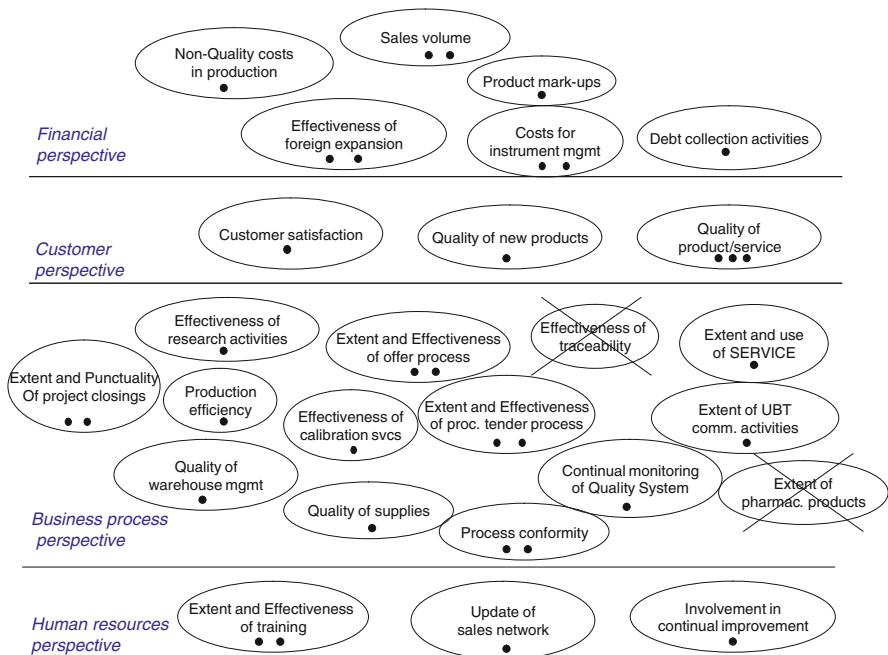 Non-Quality costs
in production
Sales volume
Product mark-ups
Financial
perspective
Effectiveness of
foreign expansion
Costs for
instrument mgmt
Debt collection activities
Customer
perspective
Customer satisfaction
Quality of new products
Quality of
product/service
Effectiveness of
research activities
Extent and Effectiveness
of offer process
Effectiveness of
traceability
Extent and use
of SERVICE
Extent and Punctuality
Of project closings
Production
efficiency
Effectiveness of
calibration svcs
Extent and Effectiveness
of proc. tender process
Extent of UBT
comm. activities
Quality of
warehouse mgmt
Continual monitoring
of Quality System
Extent of
pharmac. products
Business process
perspective
Quality of supplies
Process conformity
Human resources
perspective
Extent and Effectiveness
of training
Update of
sales network
Involvement in
continual improvement